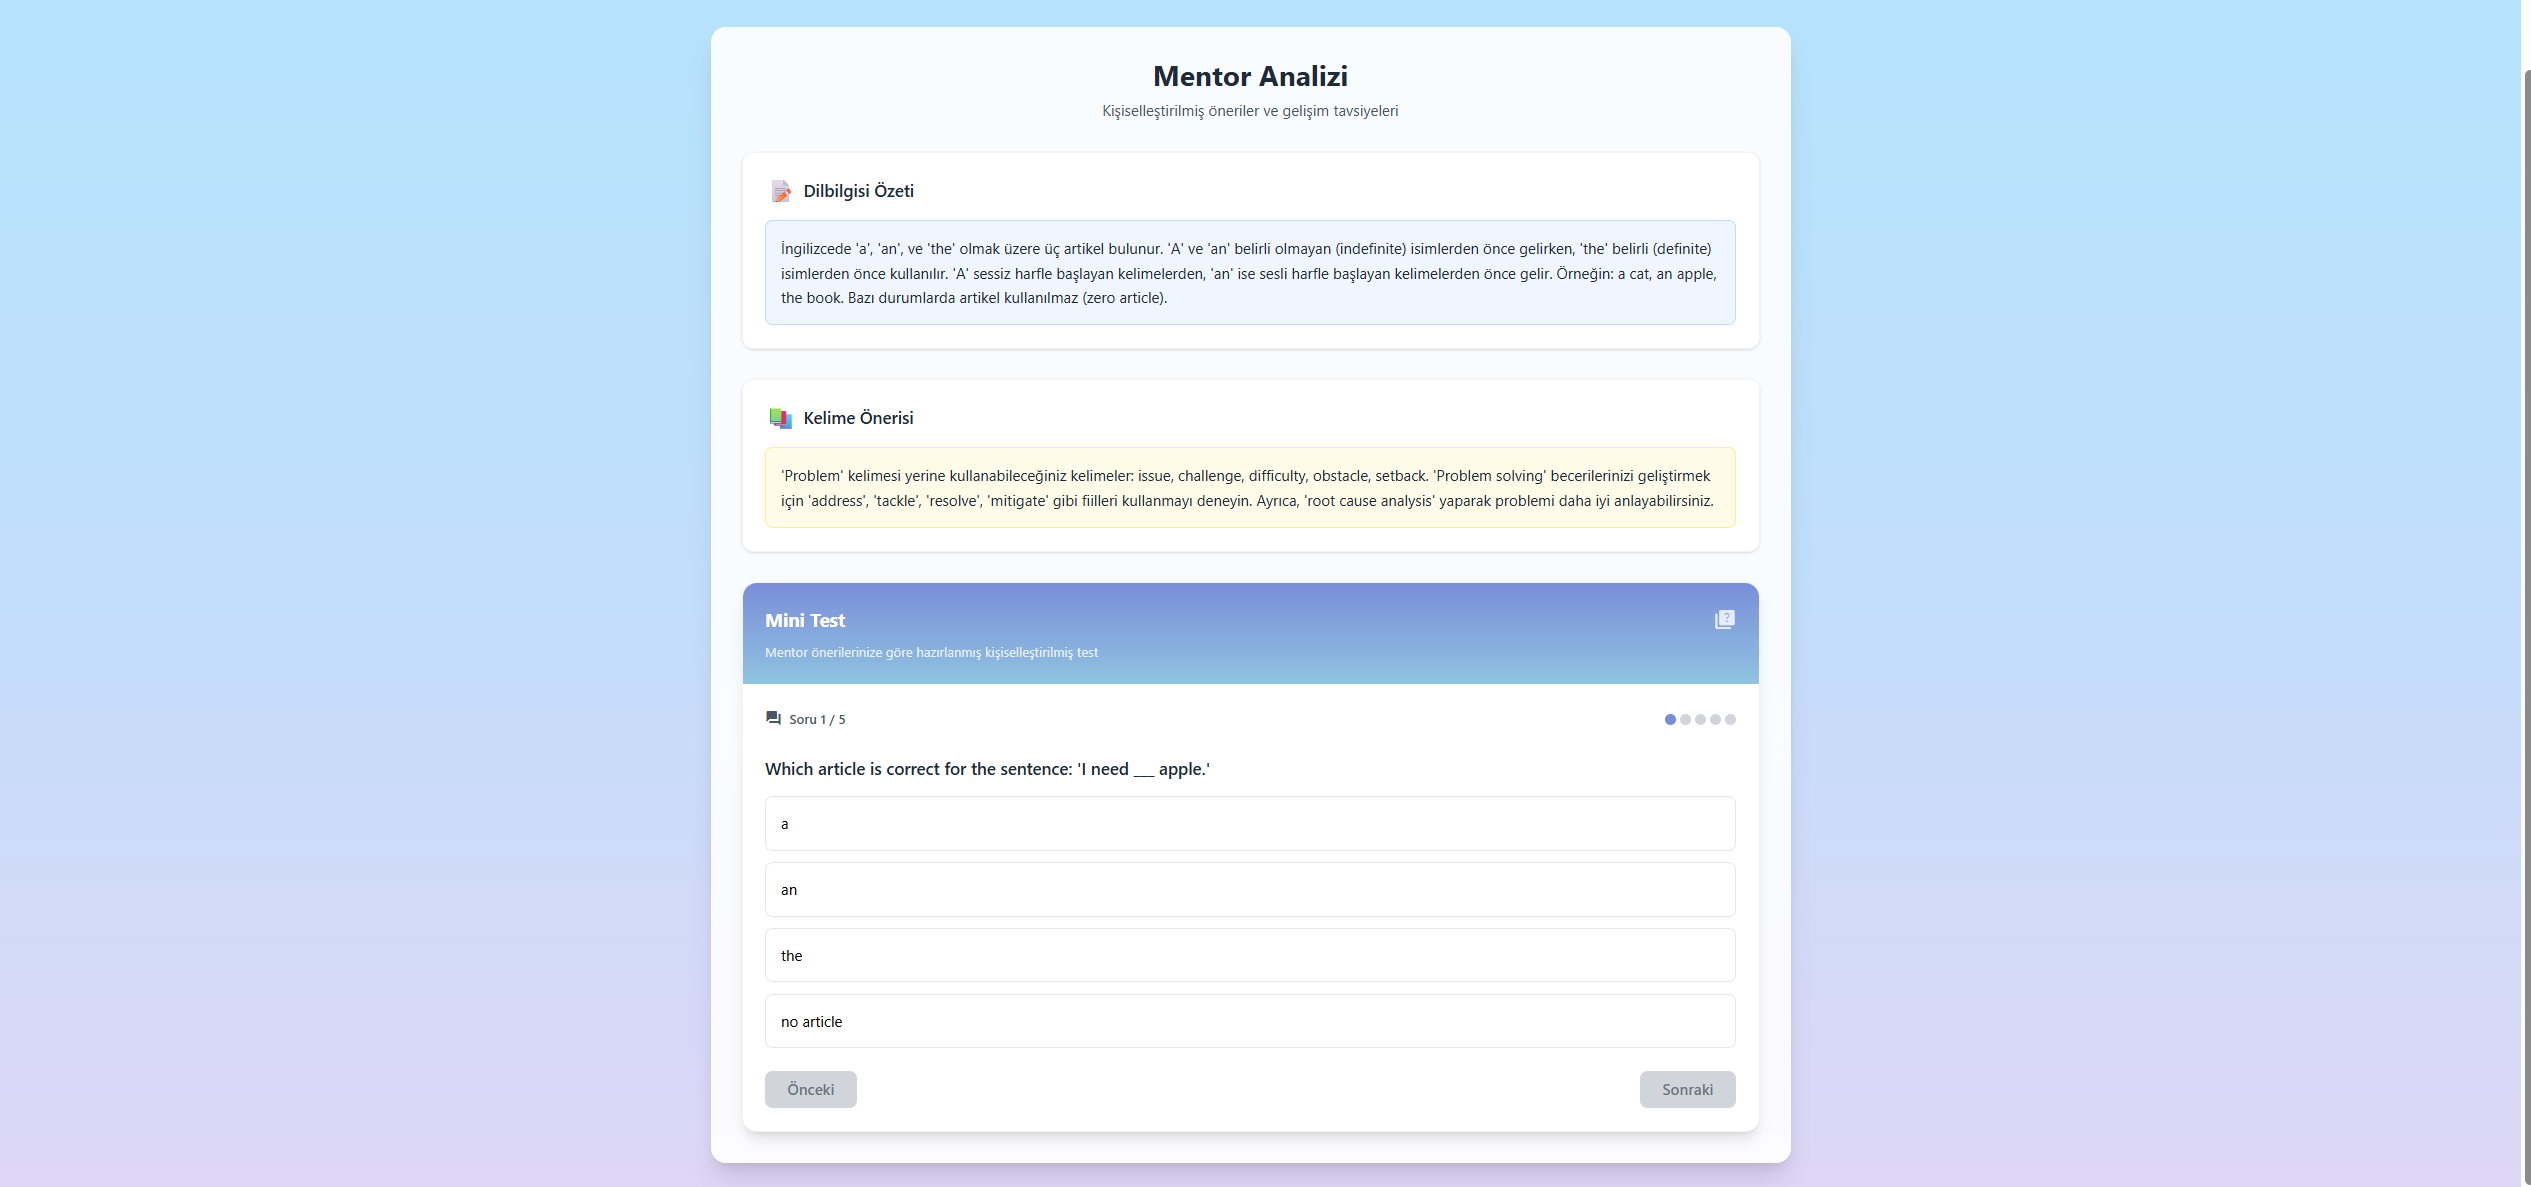 Mentor Analizi
Kişiselleştirilmiş öneriler ve gelişim tavsiyeleri
Dilbilgisi Özeti
İngilizcede 'a', 'an', ve 'the' olmak üzere üç artikel bulunur. 'A' ve 'an' belirli olmayan (indefinite) isimlerden önce gelirken, 'the' belirli (definite)
isimlerden önce kullanılır. 'A' sessiz harfle başlayan kelimelerden, 'an' ise sesli harfle başlayan kelimelerden önce gelir. Örneğin: a cat, an apple,
the book. Bazı durumlarda artikel kullanılmaz (zero article).
Kelime Önerisi
'Problem' kelimesi yerine kullanabileceğiniz kelimeler: issue, challenge, difficulty, obstacle, setback. 'Problem solving' becerilerinizi geliştirmek
için 'address', 'tackle', 'resolve', 'mitigate' gibi fiilleri kullanmayı deneyin. Ayrıca, 'root cause analysis' yaparak problemi daha iyi anlayabilirsiniz.
Mini Test
Mentor önerilerinize göre hazırlanmış kişiselleştirilmiş test
Soru 1 / 5
Which article is correct for the sentence: 'I need ___ apple.'
a
an
the
no article
Önceki
Sonraki